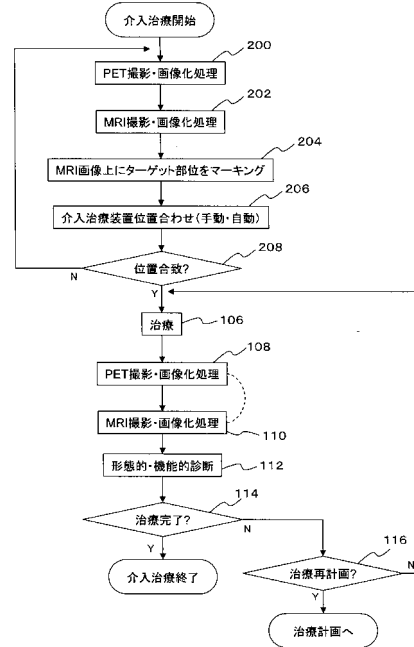 介入治療開始
200
PET撮影・画像化処理
202
MRI撮影・画像化処理
204
MRI画像上にターゲット部位をマーキング
206
介入治療装置位置合わせ(手動・自動)
208
位置合致?
N
Y
治療
106
108
PET撮影・画像化処理
MRI撮影・画像化処理
110
形態的・機能的診断
112
114
治療完了?
N
Y
116
介入治療終了
治療再計画?
N
Y
治療計画へ